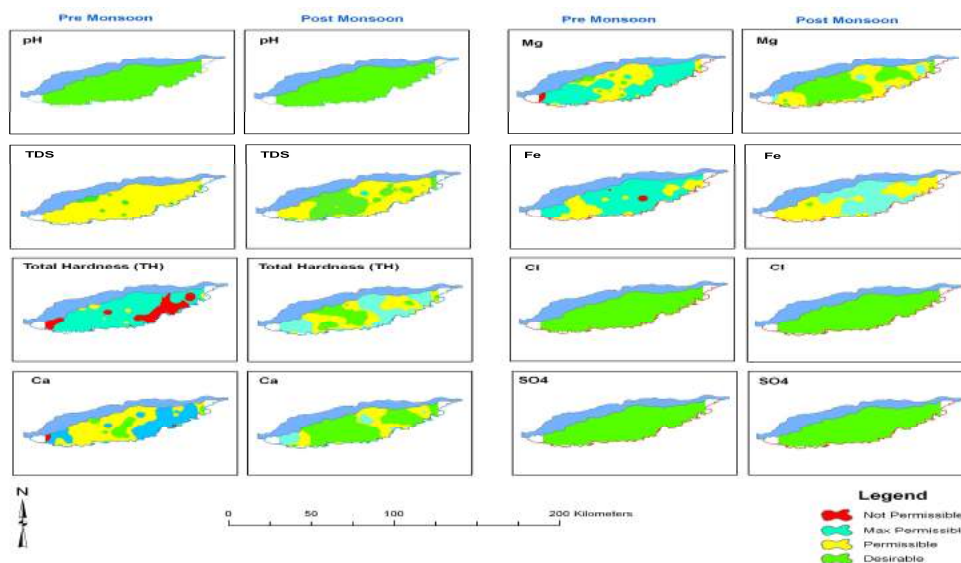 Pre Monsoon Post Monsoon Pre Monsoon Post Monsoon
pH pH Mg Mg
TDS TDS Fe Fe
Total Hardness (TH) Total Hardness (TH) Cl Cl
Ca Ca SO4 SO4
N
0 50 100 200 Kilometers
Legend
Not Permissible
Max Permissible
Permissible
Desirable